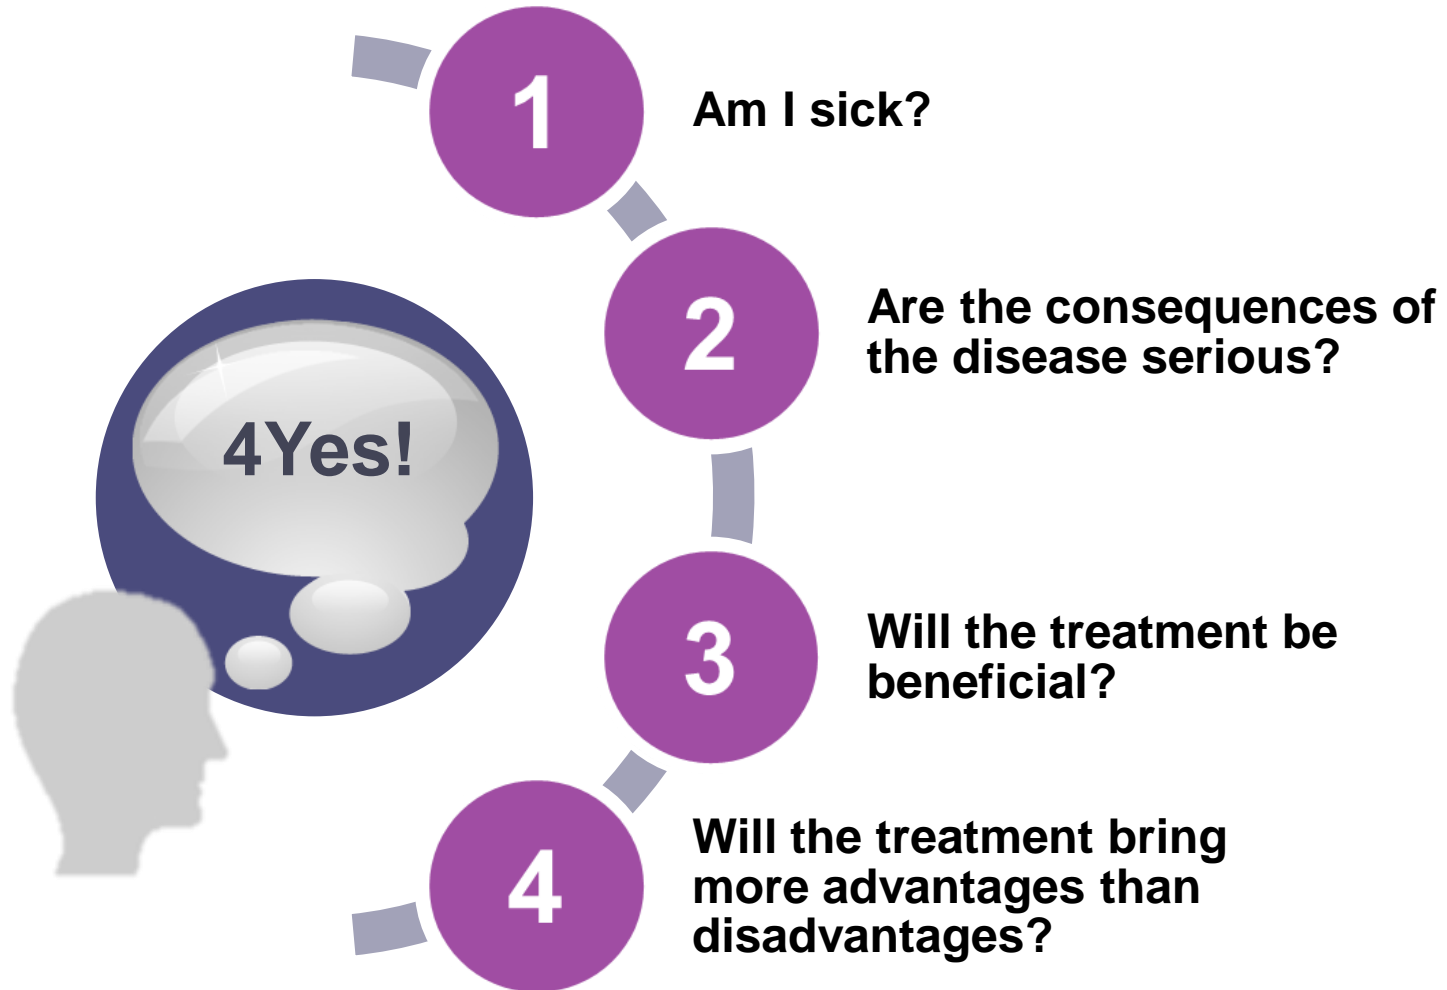 1
Am I sick?
2
Are the consequences of
the disease serious?
4Yes!
3
Will the treatment be
beneficial?
4
Will the treatment bring
more advantages than
disadvantages?